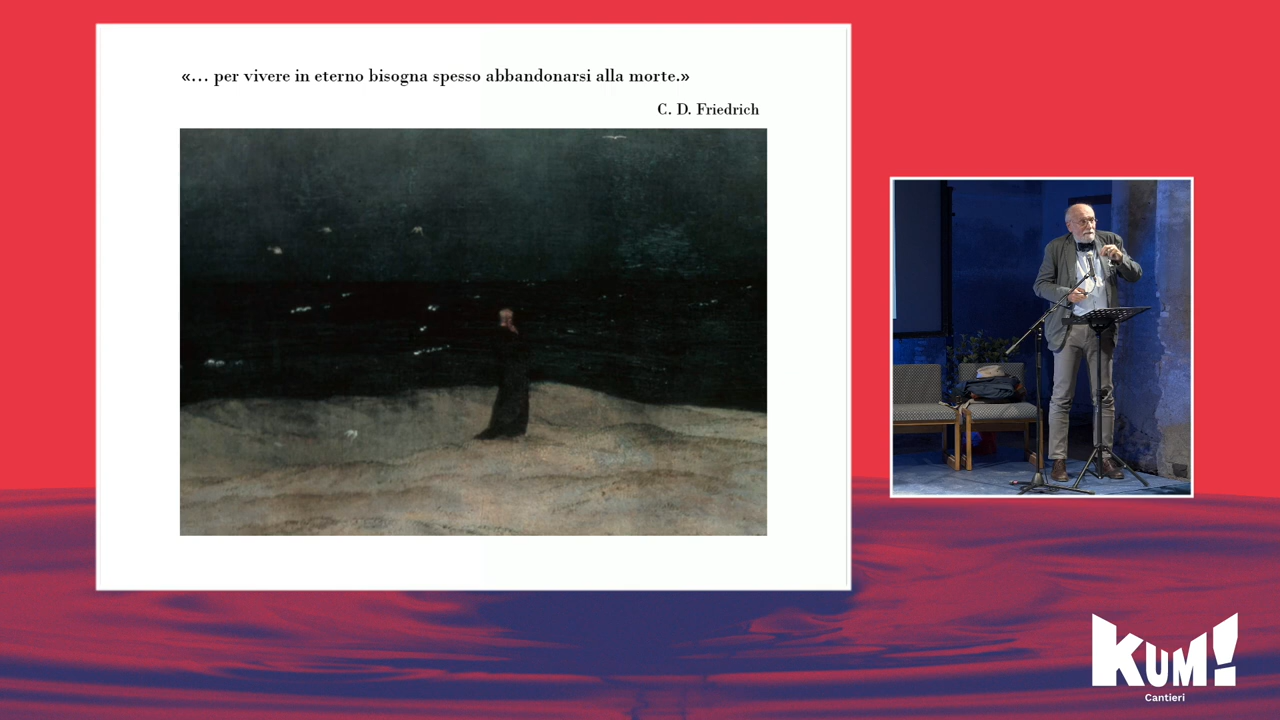 «… per vivere in eterno bisogna spesso abbandonarsi alla morte.»
C. D. Friedrich
KUM!
Cantieri